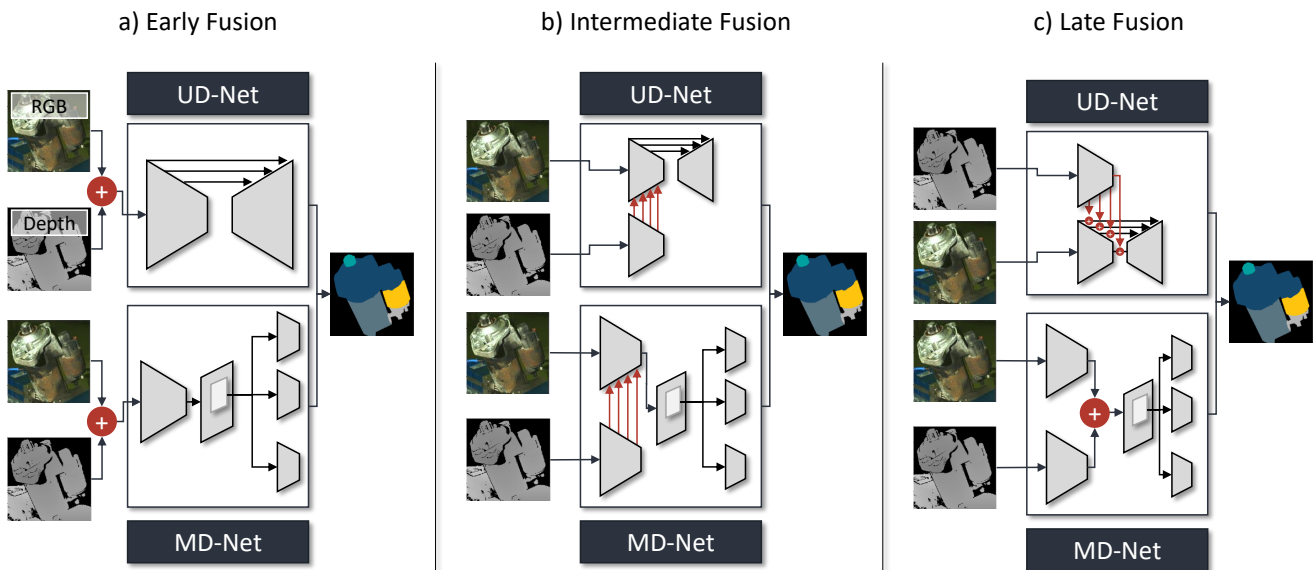 a) Early Fusion
b) Intermediate Fusion
c) Late Fusion
UD-Net
UD-Net
UD-Net
RGB
+
Depth
+
+
MD-Net
MD-Net
MD-Net